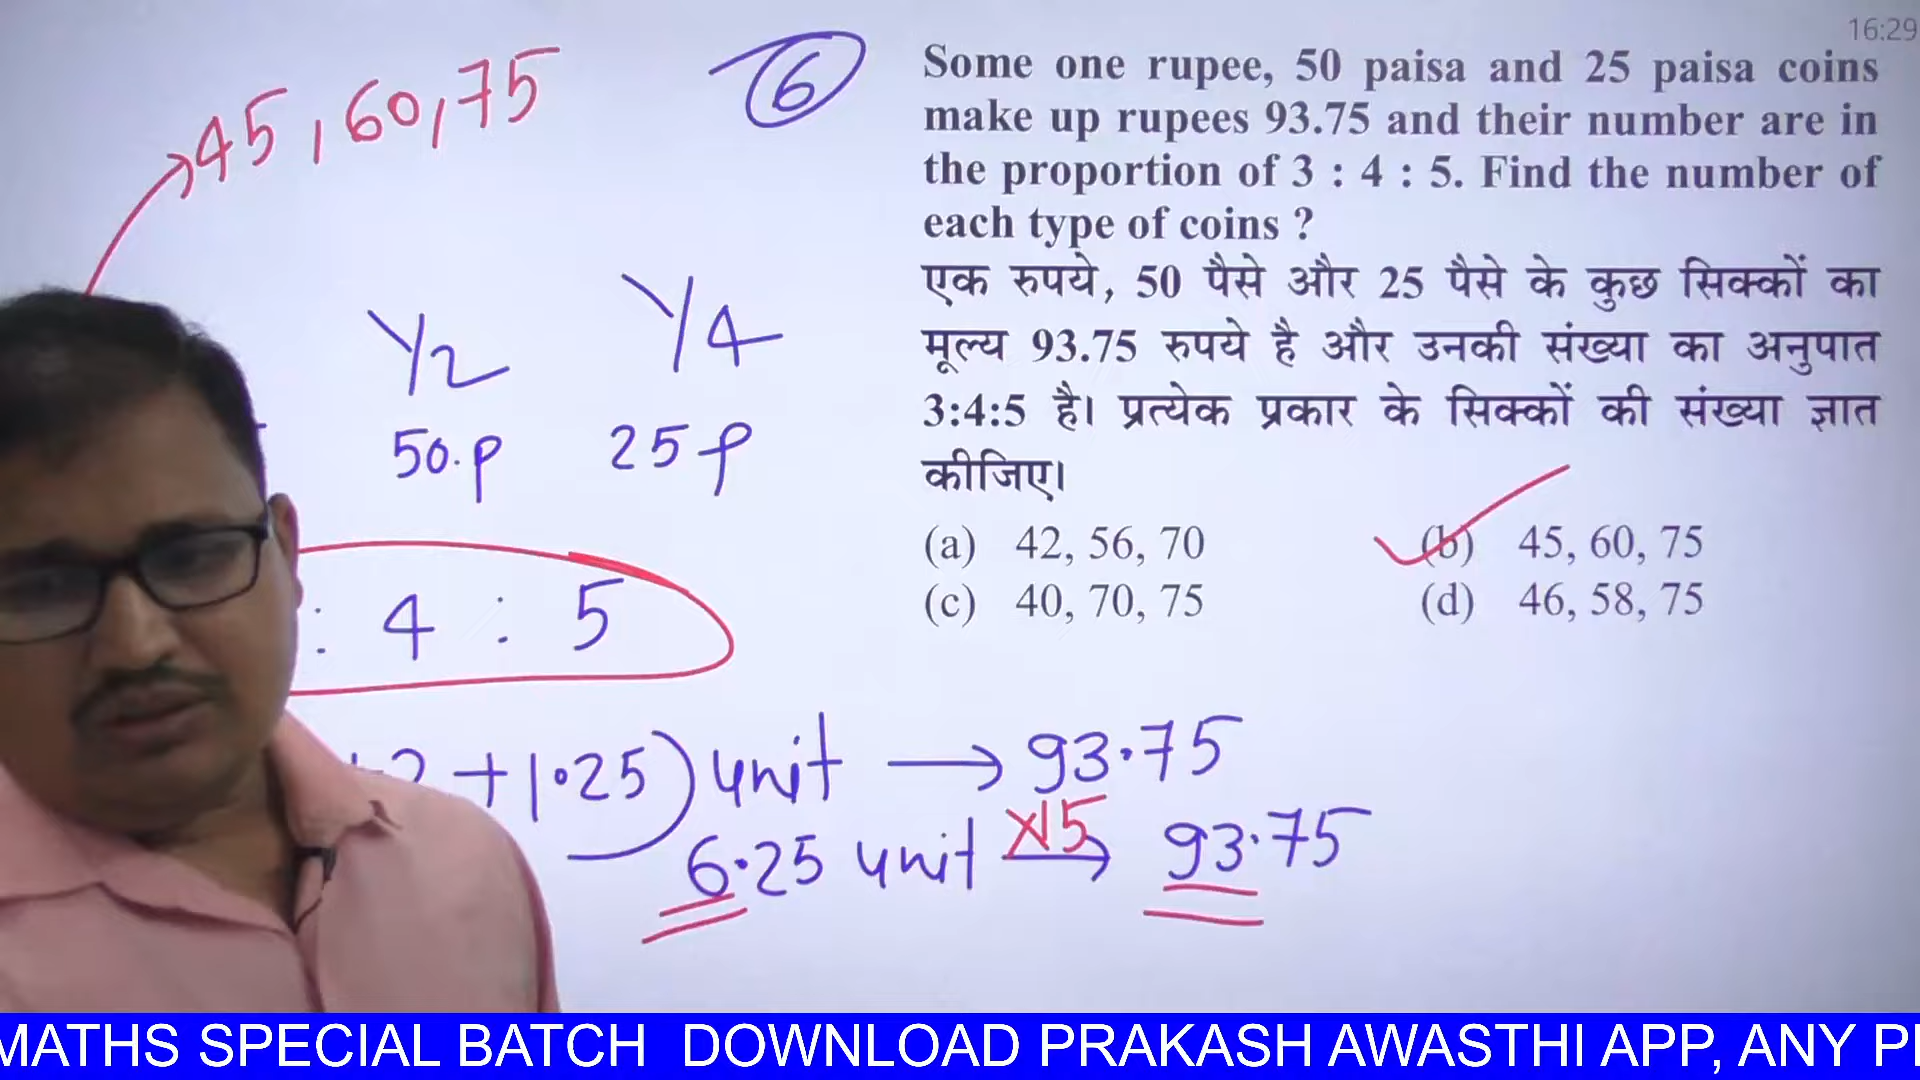 16:29
45, 60, 75
6
Some one rupee, 50 paisa and 25 paisa coins
make up rupees 93.75 and their number are in
the proportion of 3 : 4 : 5. Find the number of
each type of coins ?
एक रुपये, 50 पैसे और 25 पैसे के कुछ सिक्कों का
मूल्य 93.75 रुपये है और उनकी संख्या का अनुपात
3:4:5 है। प्रत्येक प्रकार के सिक्कों की संख्या ज्ञात
कीजिए।
(a) 42, 56, 70
(b) 45, 60, 75
(c) 40, 70, 75
(d) 46, 58, 75
1/2 1/4
50.p 25 p
: 4 : 5
+ 2 + 1.25) unit → 93.75
6.25 unit ×15 → 93.75
MATHS SPECIAL BATCH DOWNLOAD PRAKASH AWASTHI APP, ANY